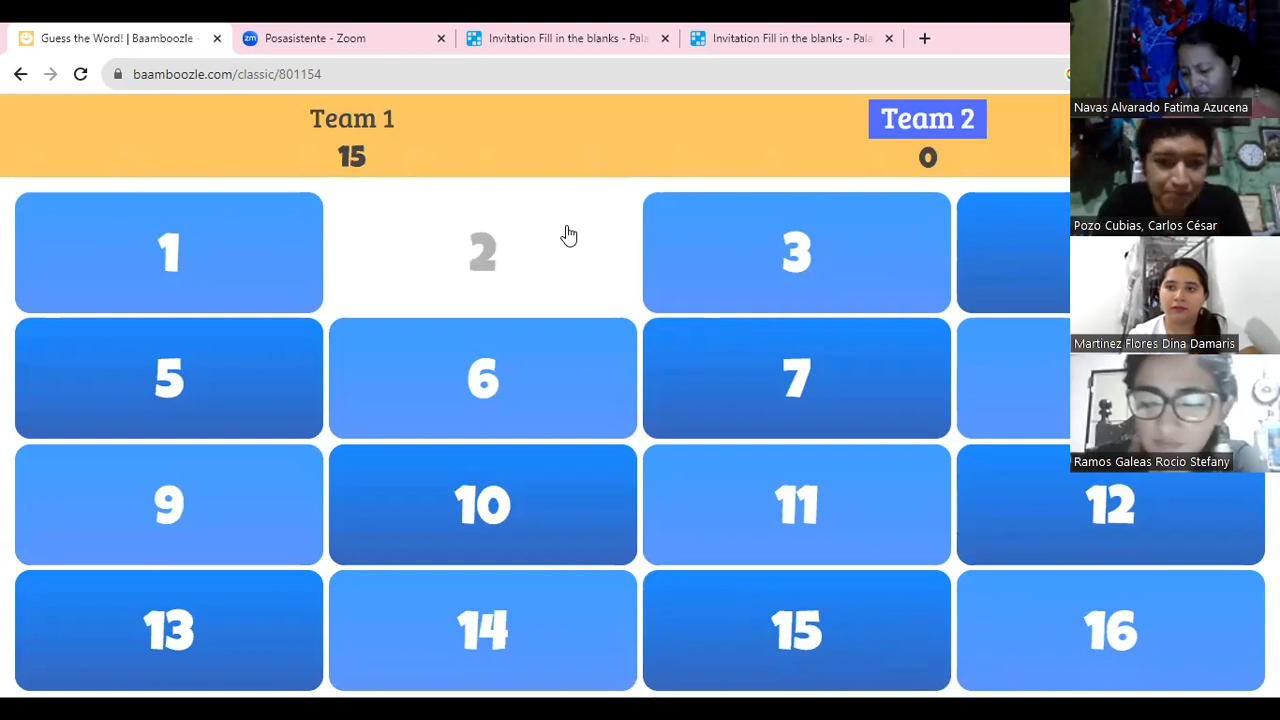 Guess the Word! | Baamboozle -
Posasistente - Zoom
Invitation Fill in the blanks - Pala
Invitation Fill in the blanks - Pala
baamboozle.com/classic/801154
Team 1
15
Team 2
0
1
2
3
5
6
7
9
10
11
12
13
14
15
16
Navas Alvarado Fatima Azucena
Pozo Cubias, Carlos César
Martinez Flores Dina Damaris
Ramos Galeas Rocio Stefany